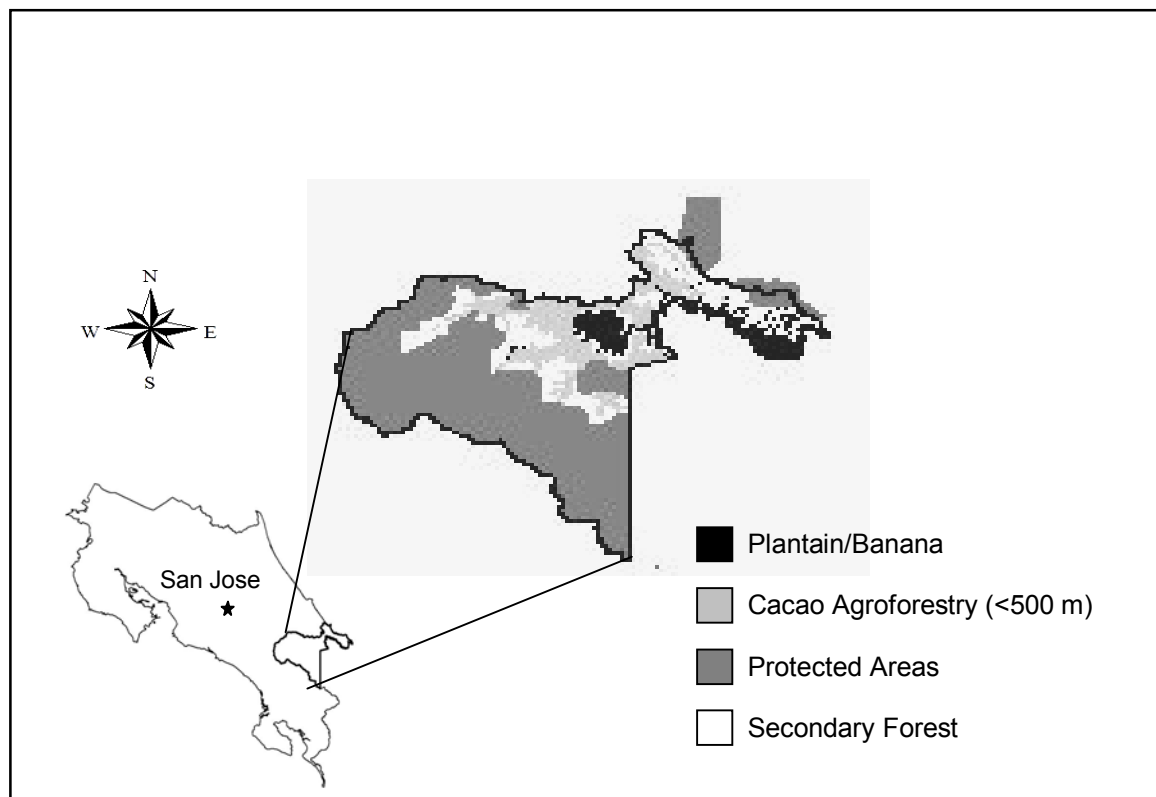 N
W E
S
San Jose
Plantain/Banana
Cacao Agroforestry (<500 m)
Protected Areas
Secondary Forest